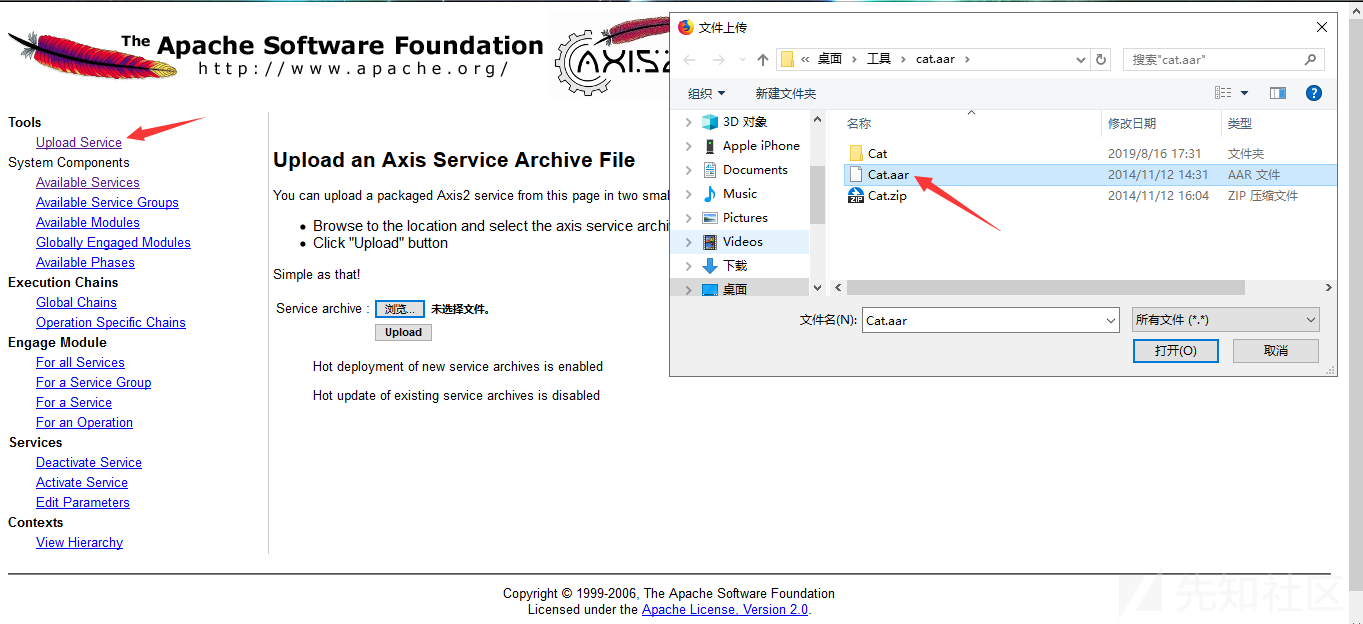 The Apache Software Foundation
http://www.apache.org/
Tools
Upload Service
System Components
Available Services
Available Service Groups
Available Modules
Globally Engaged Modules
Available Phases
Execution Chains
Global Chains
Operation Specific Chains
Engage Module
For all Services
For a Service Group
For a Service
For an Operation
Services
Deactivate Service
Activate Service
Edit Parameters
Contexts
View Hierarchy
Upload an Axis Service Archive File
You can upload a packaged Axis2 service from this page in two smal
• Browse to the location and select the axis service archi
• Click "Upload" button
Simple as that!
Service archive : 浏览... 未选择文件。
Upload
Hot deployment of new service archives is enabled
Hot update of existing service archives is disabled
文件上传
« 桌面 › 工具 › cat.aar ›
搜索"cat.aar"
组织 新建文件夹
3D 对象
Apple iPhone
Documents
Music
Pictures
Videos
下载
桌面
名称 修改日期 类型
Cat 2019/8/16 17:31 文件夹
Cat.aar 2014/11/12 14:31 AAR 文件
ZIP Cat.zip 2014/11/12 16:04 ZIP 压缩文件
文件名(N): Cat.aar 所有文件 (*.*)
打开(O) 取消
Copyright © 1999-2006, The Apache Software Foundation
Licensed under the Apache License, Version 2.0.
先知社区